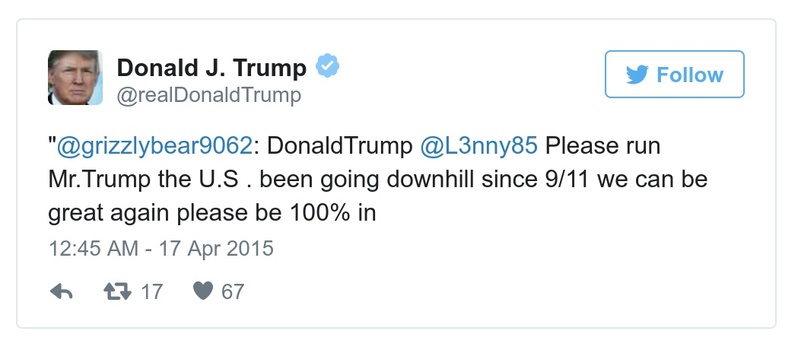 Donald J. Trump
@realDonaldTrump
Follow
"@grizzlybear9062: DonaldTrump @L3nny85 Please run
Mr.Trump the U.S . been going downhill since 9/11 we can be
great again please be 100% in
12:45 AM - 17 Apr 2015
17 67